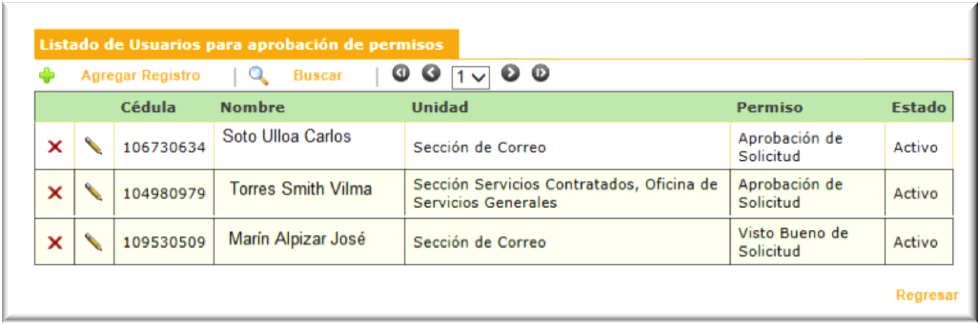 Listado de Usuarios para aprobación de permisos
Agregar Registro | Buscar | 1
Cédula Nombre Unidad Permiso Estado
106730634 Soto Ulloa Carlos Sección de Correo Aprobación de Solicitud Activo
104980979 Torres Smith Vilma Sección Servicios Contratados, Oficina de Servicios Generales Aprobación de Solicitud Activo
109530509 Marín Alpizar José Sección de Correo Visto Bueno de Solicitud Activo
Regresar